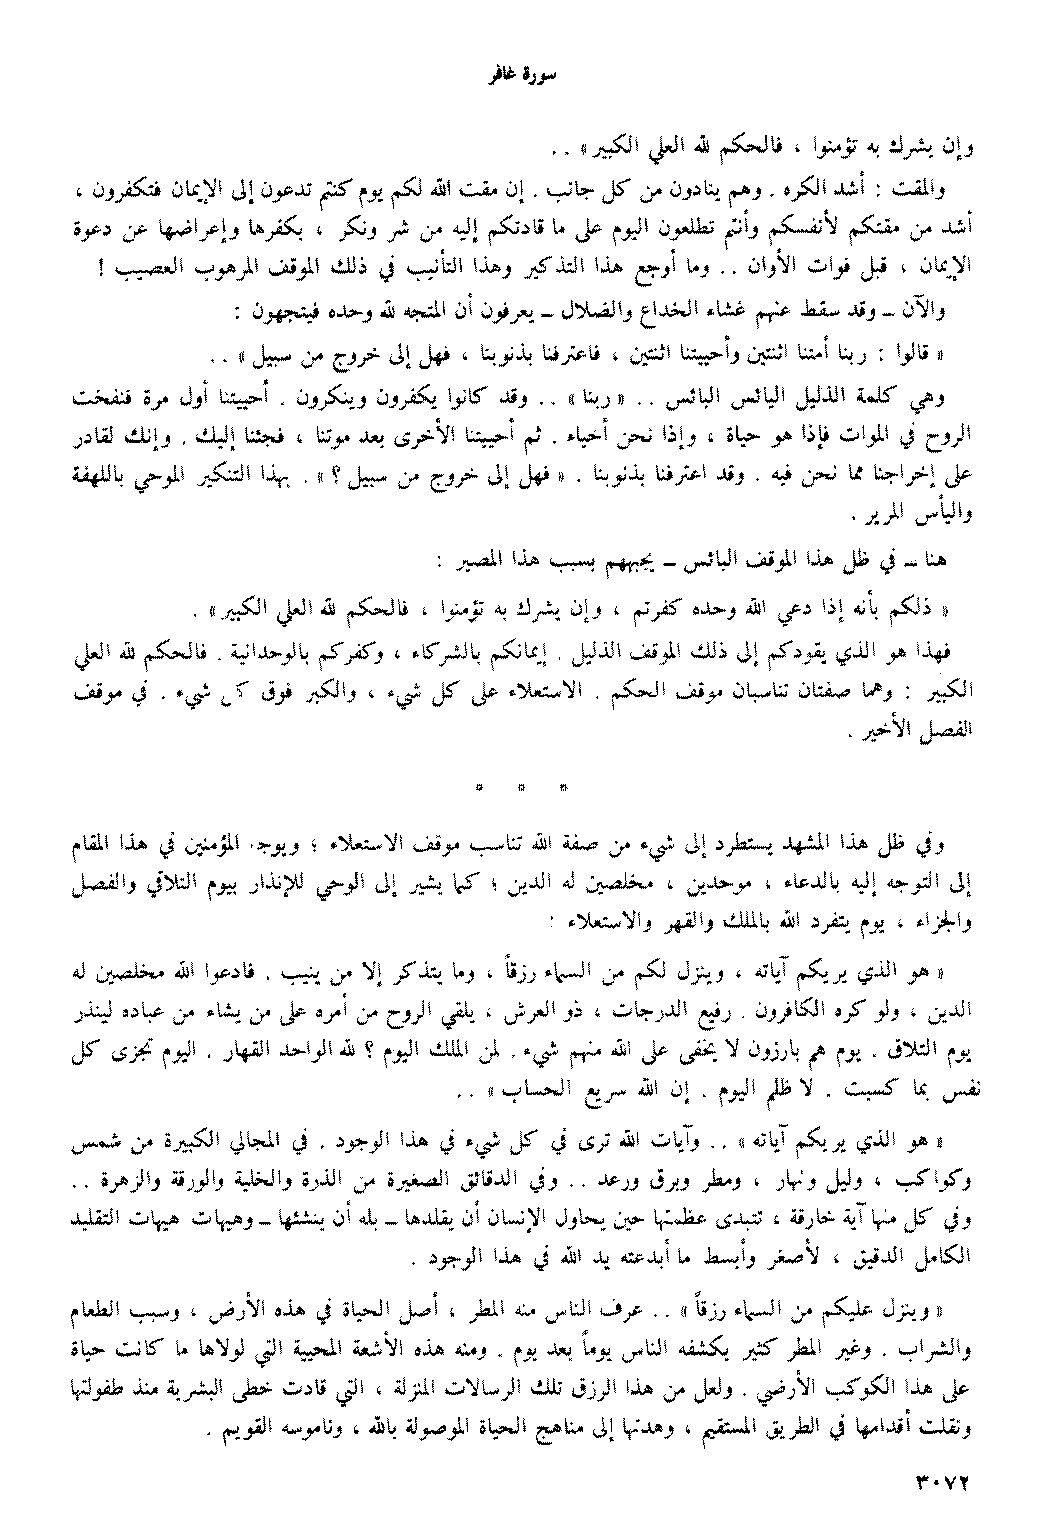 سورة غافر
وإن يشرك به تؤمنوا ، فالحكم لله العلي الكبير» . .
والمقت : أشد الكره . وهم ينادون من كل جانب . إن مقت الله لكم يوم كنتم تدعون إلى الإيمان فتكفرون ،
أشد من مقتكم لأنفسكم وأنتم تطلعون اليوم على ما قادتكم إليه من شر ونكر ، بكفرها وإعراضها عن دعوة
الإيمان ، قبل فوات الأوان . . وما أوجع هذا التذكير وهذا التأنيب في ذلك الموقف المرهوب العصيب !
والآن – وقد سقط عنهم غشاء الخداع والضلال – يعرفون أن المتجه لله وحده فيتجهون :
« قالوا : ربنا أمتنا اثنتين وأحييتنا اثنتين ، فاعترفنا بذنوبنا ، فهل إلى خروج من سبيل » . .
وهي كلمة الذليل اليائس البائس . . « ربنا » . . وقد كانوا يكفرون وينكرون . أحييتنا أول مرة فنفخت
الروح في الموات فإذا هو حياة ، وإذا نحن أحياء . ثم أحييتنا الأخرى بعد موتنا ، فجئنا إليك . وإنك لقادر
على إخراجنا مما نحن فيه . وقد اعترفنا بذنوبنا . « فهل إلى خروج من سبيل ؟ » . بهذا التنكير الموحي باللهفة
واليأس المرير .
هنا – في ظل هذا الموقف البائس – يجبههم بسبب هذا المصير :
« ذلكم بأنه إذا دعي الله وحده كفرتم ، وإن يشرك به تؤمنوا ، فالحكم لله العلي الكبير» .
فهذا هو الذي يقودكم إلى ذلك الموقف الذليل . إيمانكم بالشركاء ، وكفركم بالوحدانية . فالحكم لله العلي
الكبير : وهما صفتان تناسبان موقف الحكم . الاستعلاء على كل شيء ، والكبر فوق كل شيء . في موقف
الفصل الأخير .
* * *
وفي ظل هذا المشهد يستطرد إلى شيء من صفة الله تناسب موقف الاستعلاء ؛ ويوجه المؤمنين في هذا المقام
إلى التوجه إليه بالدعاء ، موحدين ، مخلصين له الدين ؛ كما يشير إلى الوحي للإنذار بيوم التلاقي والفصل
والجزاء ، يوم يتفرد الله بالملك والقهر والاستعلاء :
« هو الذي يريكم آياته ، وينزل لكم من السماء رزقاً ، وما يتذكر إلا من ينيب . فادعوا الله مخلصين له
الدين ، ولو كره الكافرون . رفيع الدرجات ، ذو العرش ، يلقي الروح من أمره على من يشاء من عباده لينذر
يوم التلاق . يوم هم بارزون لا يخفى على الله منهم شيء . لمن الملك اليوم ؟ لله الواحد القهار . اليوم تجزى كل
نفس بما كسبت . لا ظلم اليوم . إن الله سريع الحساب » . .
« هو الذي يريكم آياته » . . وآيات الله ترى في كل شيء في هذا الوجود . في المجالي الكبيرة من شمس
وكواكب ، وليل ونهار ، ومطر وبرق ورعد . . وفي الدقائق الصغيرة من الذرة والخلية والورقة والزهرة . .
وفي كل منها آية خارقة ، تتبدى عظمتها حين يحاول الإنسان أن يقلدها – بله أن ينشئها – وهيهات هيهات التقليد
الكامل الدقيق ، لأصغر وأبسط ما أبدعته يد الله في هذا الوجود .
« وينزل عليكم من السماء رزقاً » . . عرف الناس منه المطر ، أصل الحياة في هذه الأرض ، وسبب الطعام
والشراب . وغير المطر كثير يكشفه الناس يوماً بعد يوم . ومنه هذه الأشعة المحيية التي لولاها ما كانت حياة
على هذا الكوكب الأرضي . ولعل من هذا الرزق تلك الرسالات المنزلة ، التي قادت خطى البشرية منذ طفولتها
ونقلت أقدامها في الطريق المستقيم ، وهدتها إلى مناهج الحياة الموصولة بالله ، وناموسه القويم .
٣٠٧٢